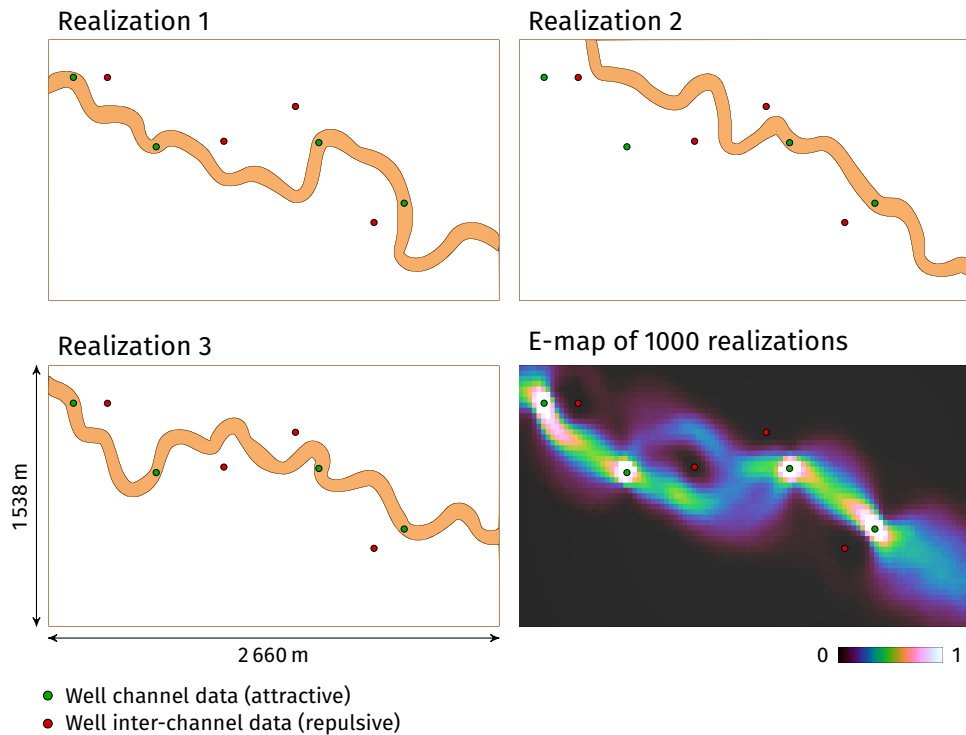 Realization 1
Realization 2
Realization 3
E-map of 1000 realizations
1 538 m
2 660 m
0 1
Well channel data (attractive)
Well inter-channel data (repulsive)